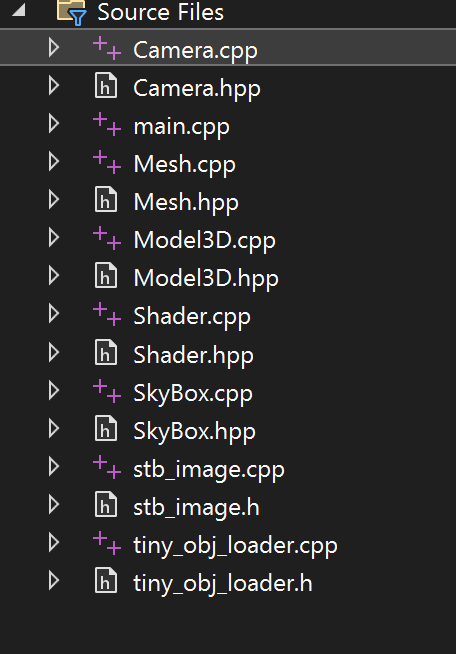 Source Files
Camera.cpp
Camera.hpp
main.cpp
Mesh.cpp
Mesh.hpp
Model3D.cpp
Model3D.hpp
Shader.cpp
Shader.hpp
SkyBox.cpp
SkyBox.hpp
stb_image.cpp
stb_image.h
tiny_obj_loader.cpp
tiny_obj_loader.h